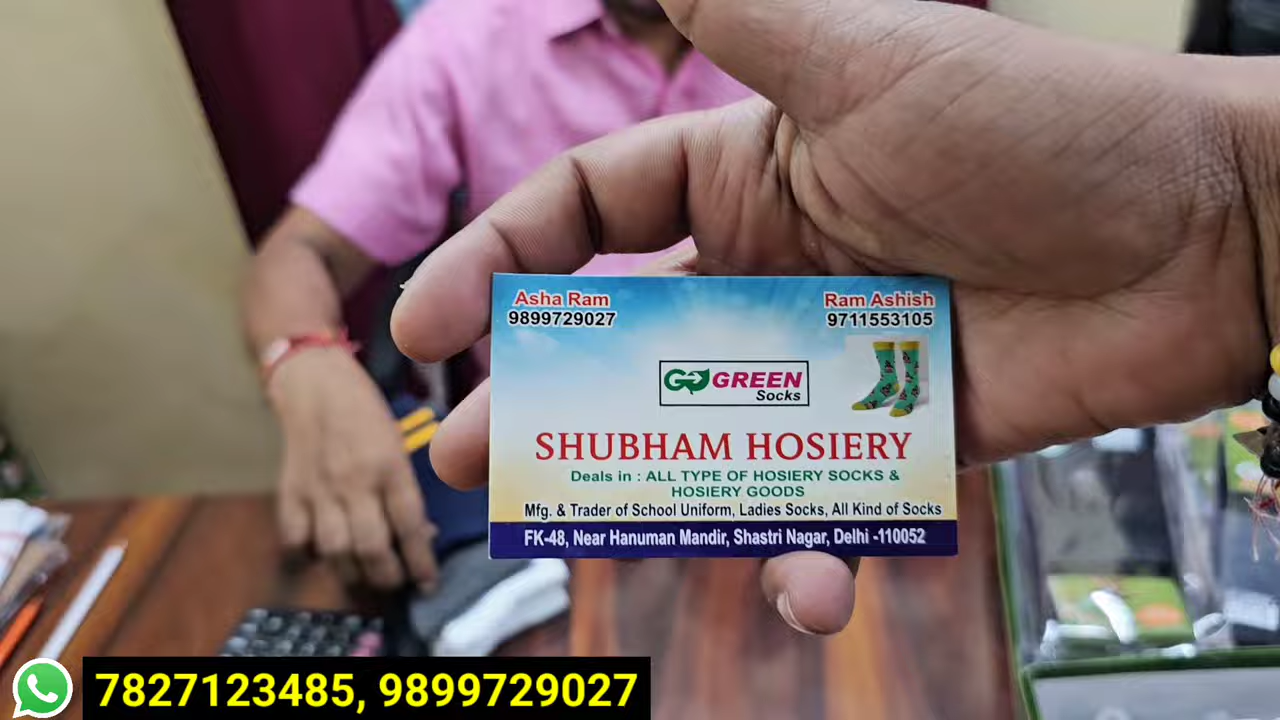 Asha Ram
9899729027
Ram Ashish
9711553105
GREEN
Socks
SHUBHAM HOSIERY
Deals in : ALL TYPE OF HOSIERY SOCKS &
HOSIERY GOODS
Mfg. & Trader of School Uniform, Ladies Socks, All Kind of Socks
FK-48, Near Hanuman Mandir, Shastri Nagar, Delhi -110052
7827123485, 9899729027